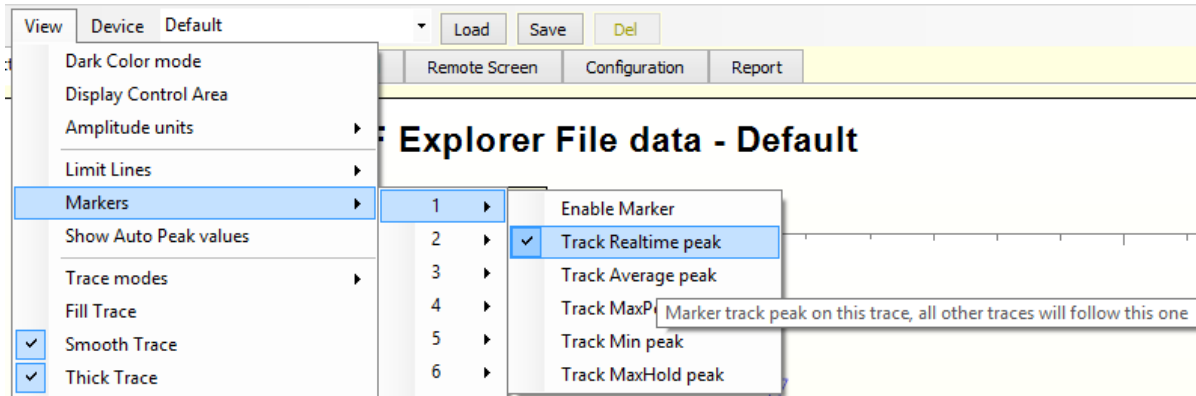 View Device Default Load Save Del
Remote Screen Configuration Report
Explorer File data - Default
Dark Color mode
Display Control Area
Amplitude units
Limit Lines
Markers
Show Auto Peak values
Trace modes
Fill Trace
Smooth Trace
Thick Trace
1
2
3
4
5
6
Enable Marker
Track Realtime peak
Track Average peak
Track MaxP
Marker track peak on this trace, all other traces will follow this one
Track Min peak
Track MaxHold peak